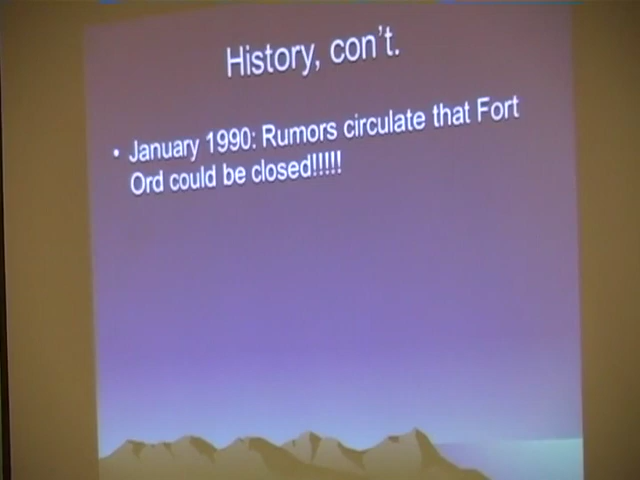 History, con't.
• January 1990: Rumors circulate that Fort
Ord could be closed!!!!!